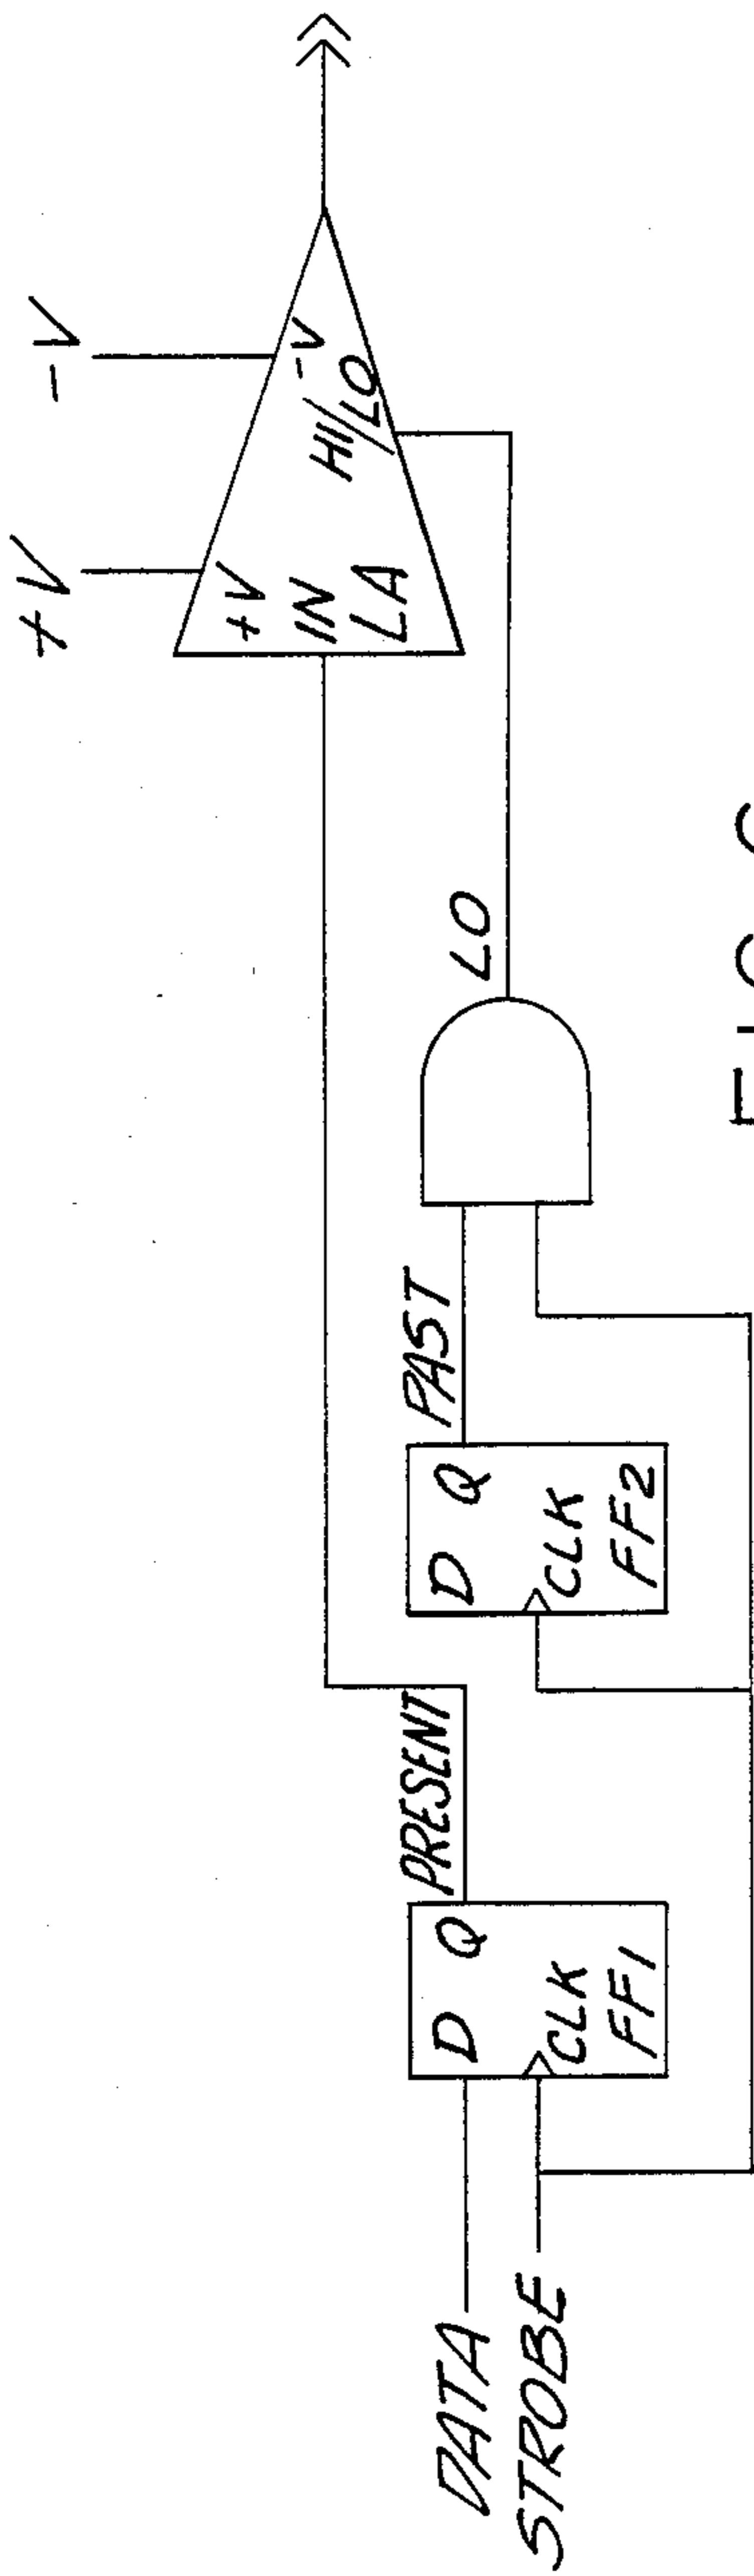 DATA
STROBE
D Q
CLK
FF1
PRESENT
D Q
CLK
FF2
PAST
LO
+V
-V
+V
-V
IN
HI/LO
LA